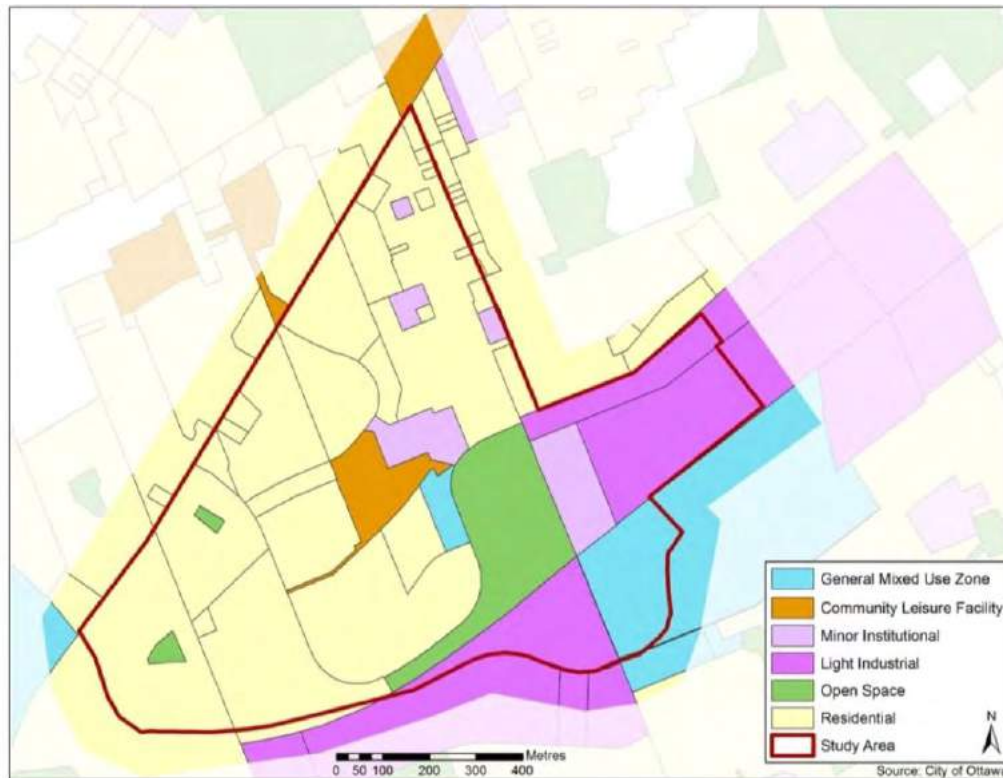 General Mixed Use Zone
Community Leisure Facility
Minor Institutional
Light Industrial
Open Space
Residential
Study Area
N
Metres
0 50 100 200 300 400
Source: City of Ottawa